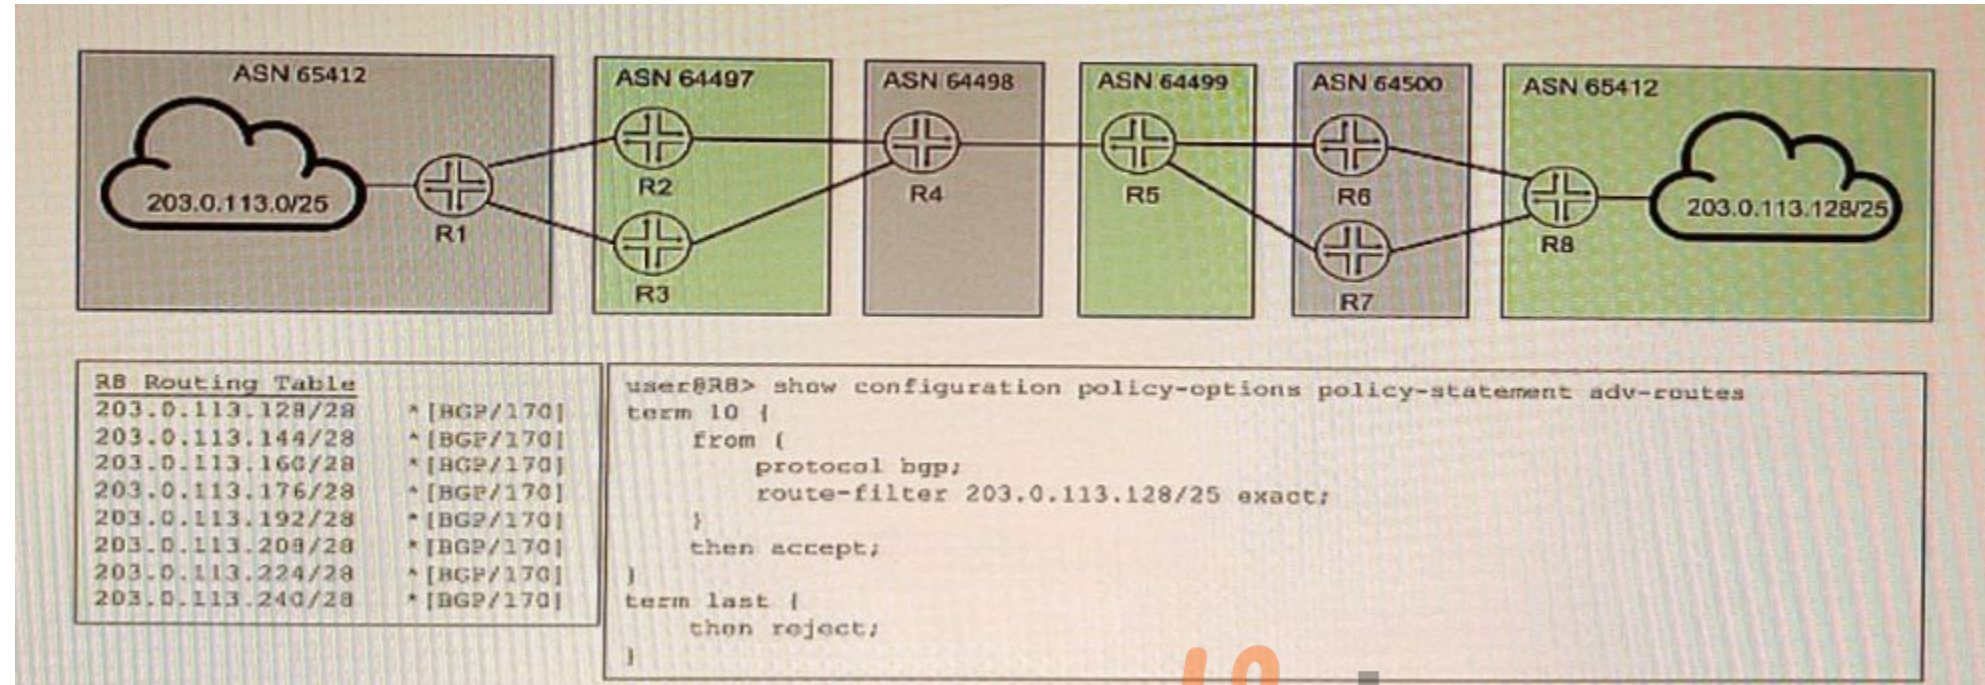 ASN 65412
ASN 64497
ASN 64498
ASN 64499
ASN 64500
ASN 65412
203.0.113.0/25
R1
R2
R3
R4
R5
R6
R7
R8
203.0.113.128/25
R8 Routing Table
203.0.113.128/28 *[BGP/170]
203.0.113.144/28 *[BGP/170]
203.0.113.160/28 *[BGP/170]
203.0.113.176/28 *[BGP/170]
203.0.113.192/28 *[BGP/170]
203.0.113.208/28 *[BGP/170]
203.0.113.224/28 *[BGP/170]
203.0.113.240/28 *[BGP/170]
user@R8> show configuration policy-options policy-statement adv-routes
term 10 {
from {
protocol bgp;
route-filter 203.0.113.128/25 exact;
}
then accept;
}
term last {
then reject;
}